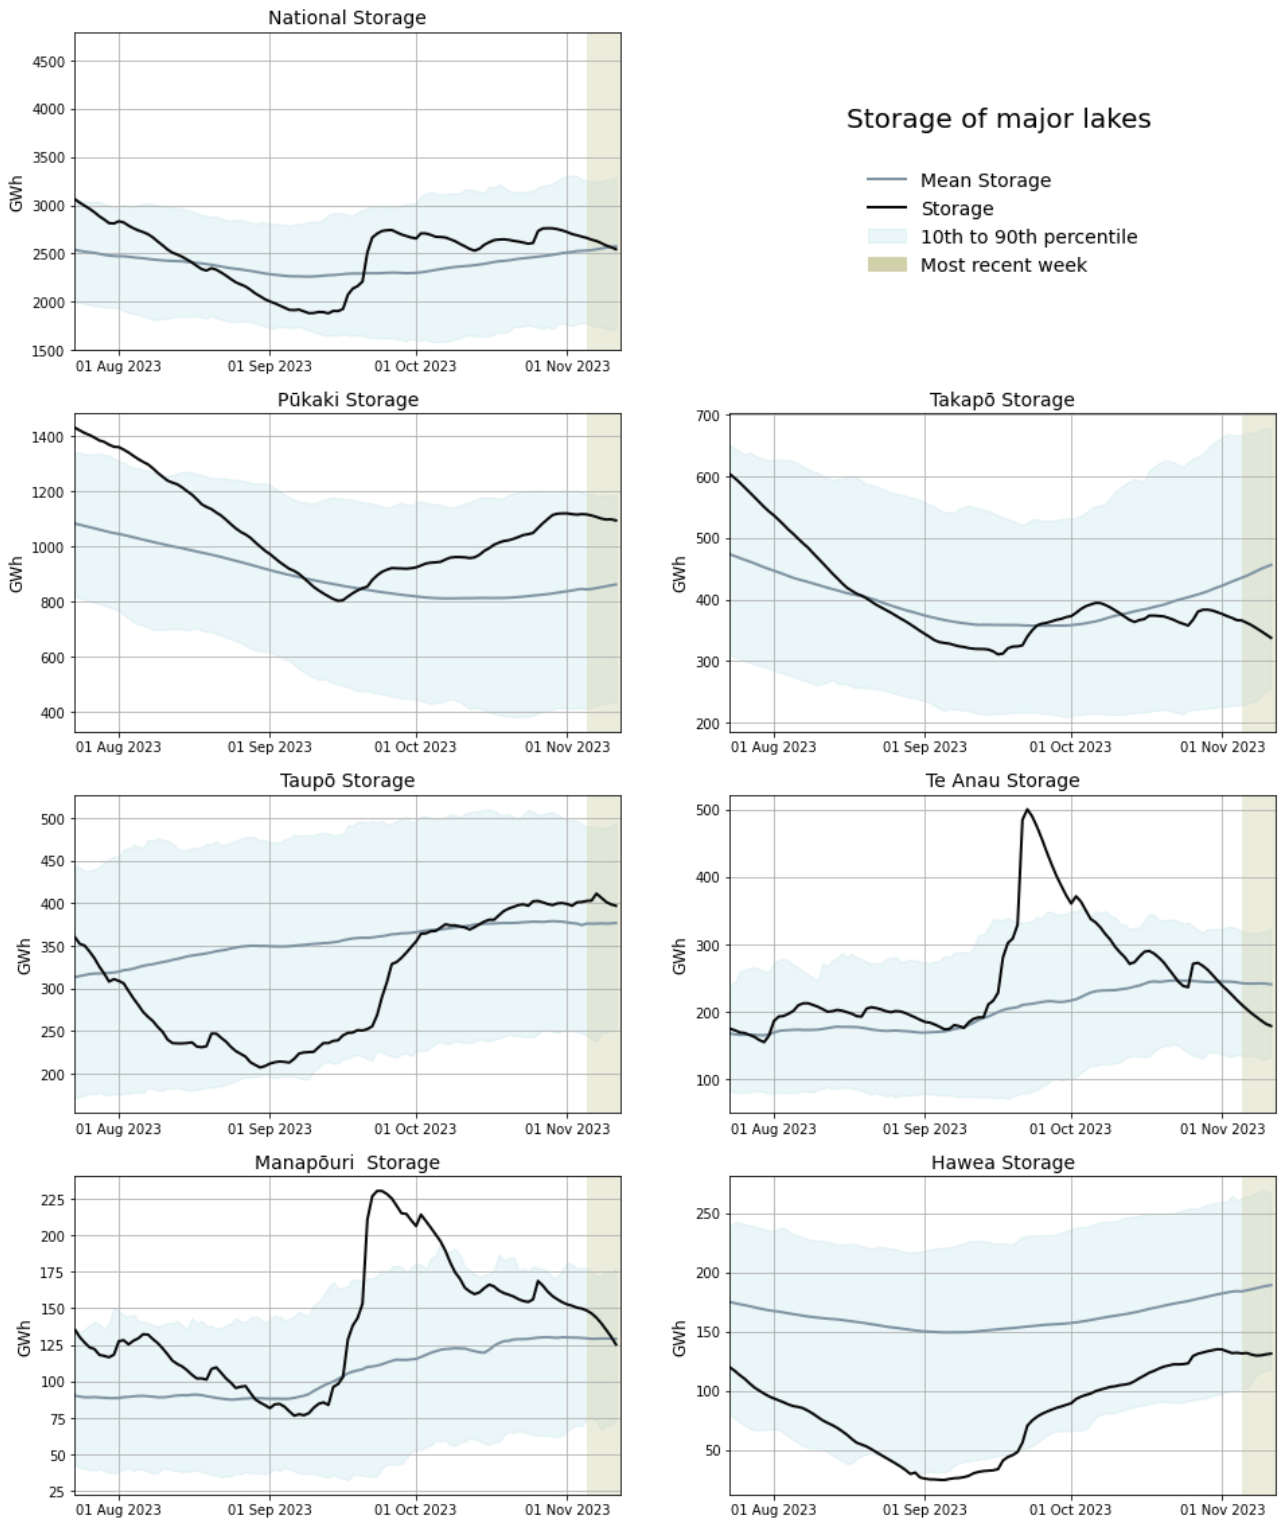 National Storage
GWh
4500
4000
3500
3000
2500
2000
1500
01 Aug 2023 01 Sep 2023 01 Oct 2023 01 Nov 2023
Storage of major lakes
Mean Storage
Storage
10th to 90th percentile
Most recent week
Pūkaki Storage
GWh
1400
1200
1000
800
600
400
01 Aug 2023 01 Sep 2023 01 Oct 2023 01 Nov 2023
Takapō Storage
GWh
700
600
500
400
300
200
01 Aug 2023 01 Sep 2023 01 Oct 2023 01 Nov 2023
Taupō Storage
GWh
500
450
400
350
300
250
200
01 Aug 2023 01 Sep 2023 01 Oct 2023 01 Nov 2023
Te Anau Storage
GWh
500
400
300
200
100
01 Aug 2023 01 Sep 2023 01 Oct 2023 01 Nov 2023
Manapōuri  Storage
GWh
225
200
175
150
125
100
75
50
25
01 Aug 2023 01 Sep 2023 01 Oct 2023 01 Nov 2023
Hawea Storage
GWh
250
200
150
100
50
01 Aug 2023 01 Sep 2023 01 Oct 2023 01 Nov 2023